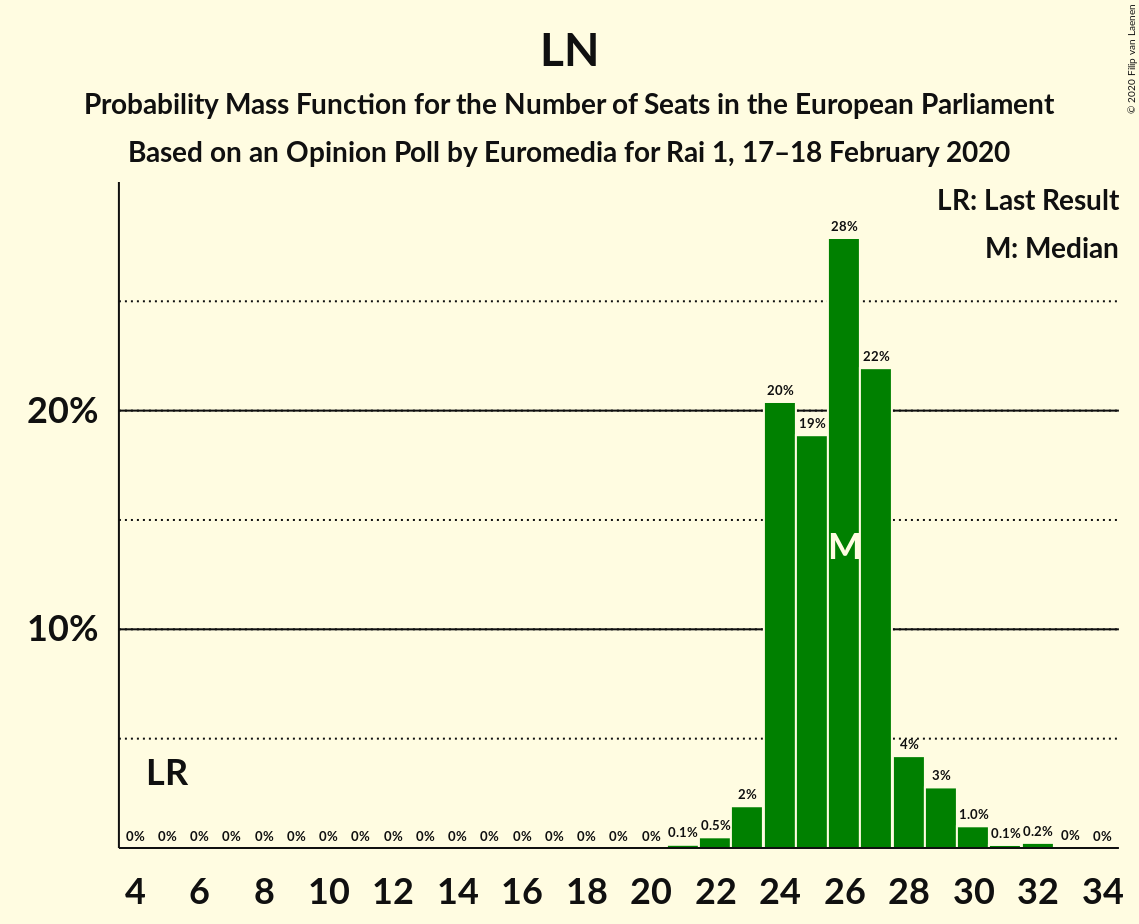 LN
Probability Mass Function for the Number of Seats in the European Parliament
Based on an Opinion Poll by Euromedia for Rai 1, 17–18 February 2020
© 2020 Filip van Laenen
LR: Last Result
M: Median
28%
22%
20%
20%
19%
M
10%
4%
LR
3%
2%
0% 0% 0% 0% 0% 0% 0% 0% 0% 0% 0% 0% 0% 0% 0% 0% 0% 0.1% 0.5% 1.0% 0.1% 0.2% 0% 0%
4 6 8 10 12 14 16 18 20 22 24 26 28 30 32 34